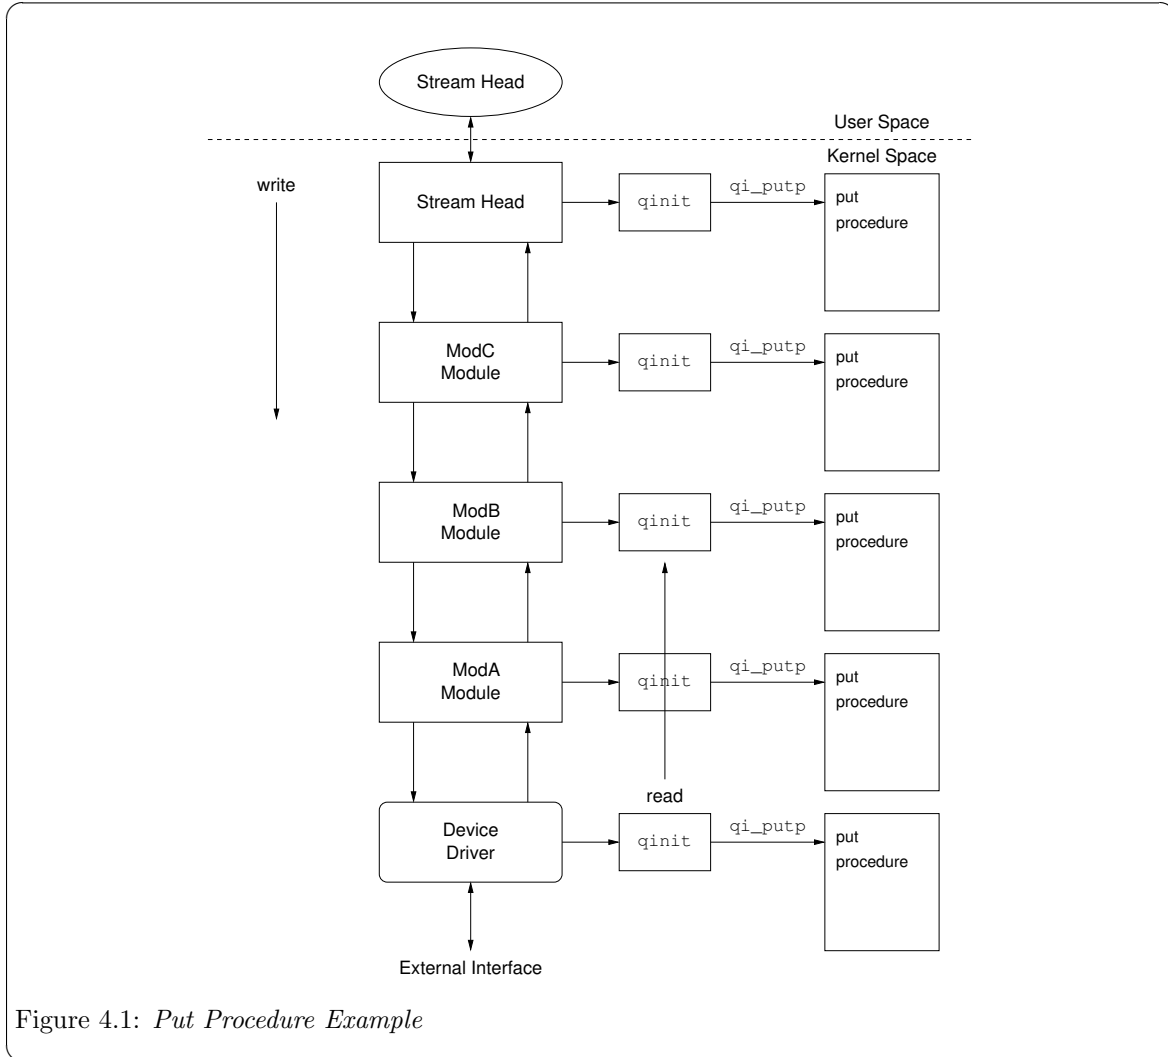 Stream Head
User Space
Kernel Space
write
Stream Head
qinit
qi_putp
put
procedure
ModC
Module
qinit
qi_putp
put
procedure
ModB
Module
qinit
qi_putp
put
procedure
ModA
Module
qinit
qi_putp
put
procedure
read
Device
Driver
qinit
qi_putp
put
procedure
External Interface
Figure 4.1: Put Procedure Example